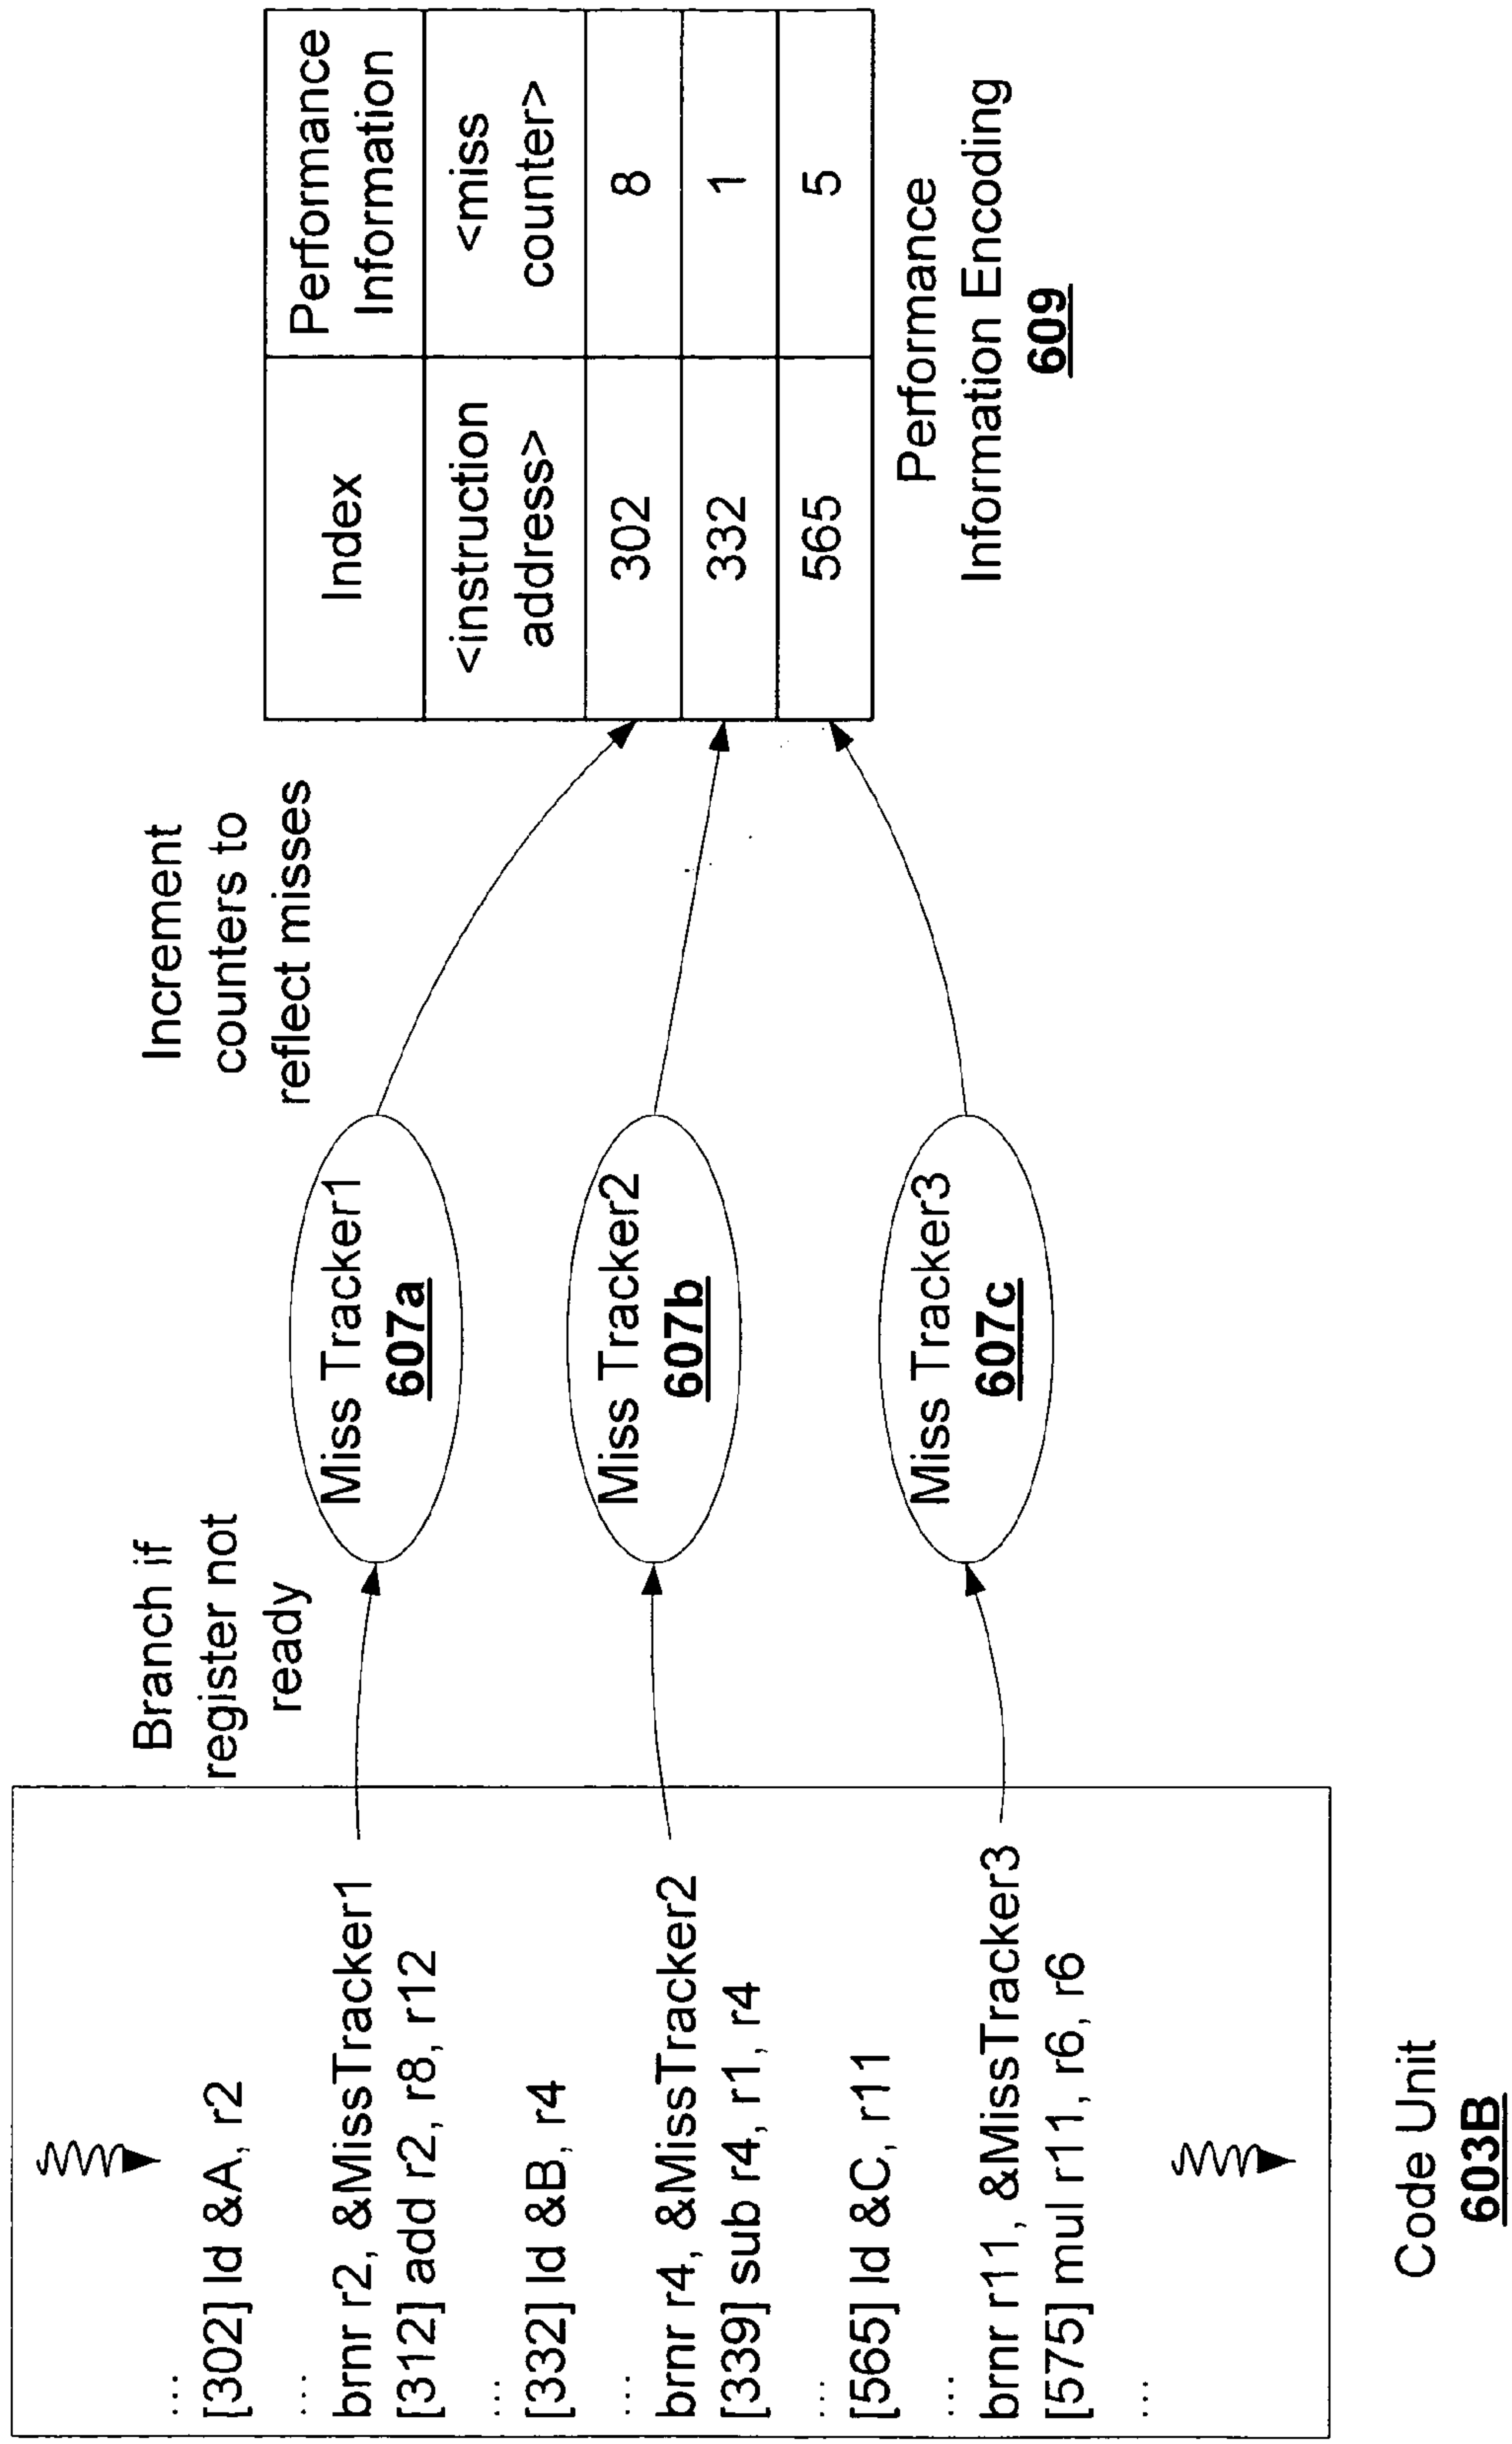 ...
[302] ld &A, r2
...
brnr r2, &MissTracker1
[312] add r2, r8, r12
...
[332] ld &B, r4
...
brnr r4, &MissTracker2
[339] sub r4, r1, r4
...
[565] ld &C, r11
...
brnr r11, &MissTracker3
[575] mul r11, r6, r6
...
Code Unit
603B
Branch if
register not
ready
Miss Tracker1
607a
Miss Tracker2
607b
Miss Tracker3
607c
Increment
counters to
reflect misses
Index
Performance
Information
<instruction
address>
<miss
counter>
302
8
332
1
565
5
Performance
Information Encoding
609